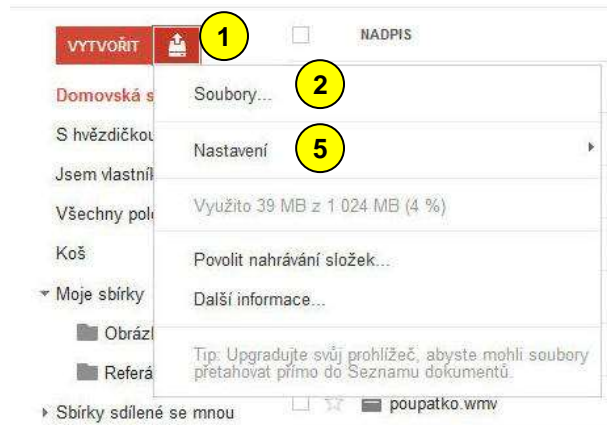 VYTVOŘIT 1 NADPIS
Domovská s Soubory... 2
S hvězdičkou
Nastavení 5
Jsem vlastník
Využito 39 MB z 1 024 MB (4 %)
Všechny polo
Koš
Povolit nahrávání složek...
Moje sbírky
Další informace...
Obrázk
Tip: Upgradujte svůj prohlížeč, abyste mohli soubory
přetahovat přímo do Seznamu dokumentů.
Referá
poupatko.wmv
Sbírky sdílené se mnou